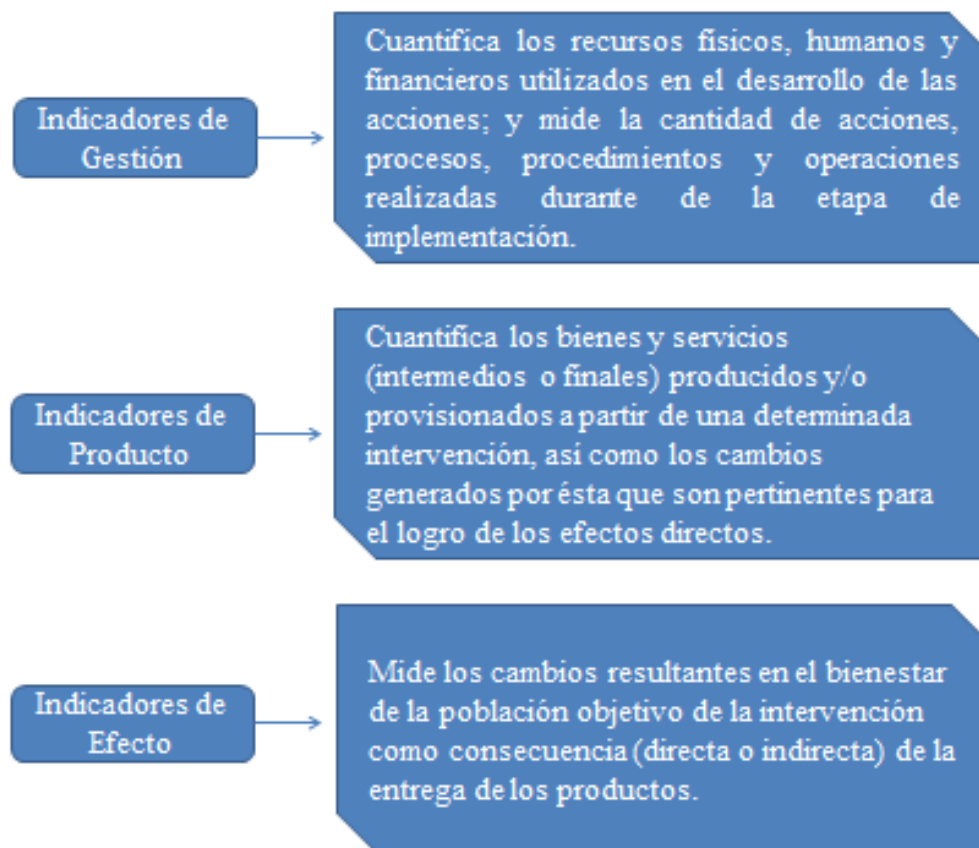 Indicadores de
Gestión
Cuantifica los recursos físicos, humanos y
financieros utilizados en el desarrollo de las
acciones; y mide la cantidad de acciones,
procesos, procedimientos y operaciones
realizadas durante de la etapa de
implementación.
Indicadores de
Producto
Cuantifica los bienes y servicios
(intermedios o finales) producidos y/o
provisionados a partir de una determinada
intervención, así como los cambios
generados por ésta que son pertinentes para
el logro de los efectos directos.
Indicadores de
Efecto
Mide los cambios resultantes en el bienestar
de la población objetivo de la intervención
como consecuencia (directa o indirecta) de la
entrega de los productos.